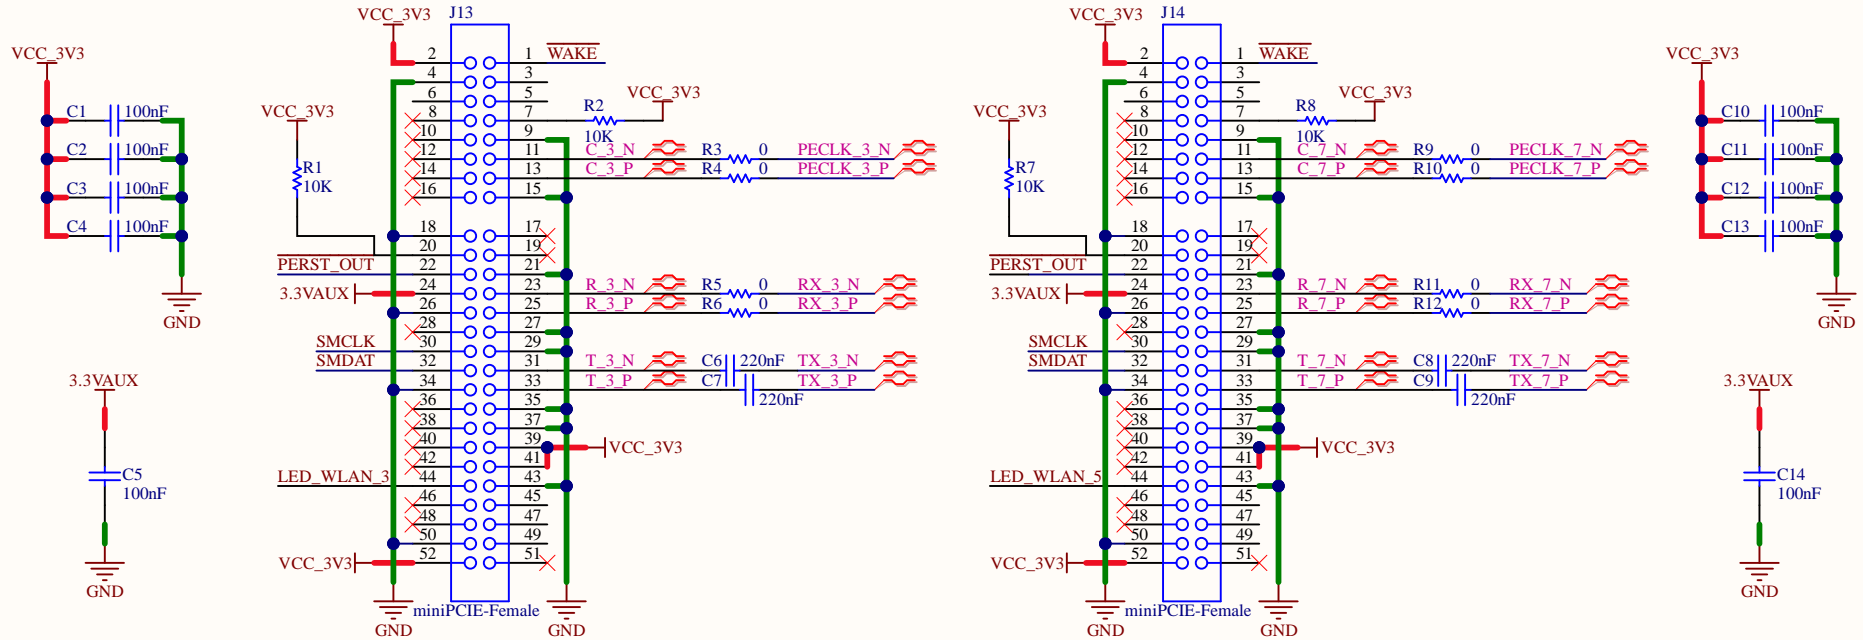 VCC_3V3 J13 VCC_3V3 J14
VCC_3V3 2 1 WAKE 2 1 WAKE VCC_3V3
4 3 4 3
VCC_3V3 6 5 R2 VCC_3V3 VCC_3V3 6 5 R8 VCC_3V3
C1 100nF 8 7 10K 8 7 10K C10 100nF
10 9 10 9
C2 100nF 12 11 C_3_N R3 0 PECLK_3_N 12 11 C_7_N R9 0 PECLK_7_N C11 100nF
R1 10K 14 13 C_3_P R4 0 PECLK_3_P R7 10K 14 13 C_7_P R10 0 PECLK_7_P
C3 100nF 16 15 16 15 C12 100nF
C4 100nF 18 17 18 17 C13 100nF
20 19 20 19
PERST_OUT 22 21 PERST_OUT 22 21
3.3VAUX 24 23 R_3_N R5 0 RX_3_N 3.3VAUX 24 23 R_7_N R11 0 RX_7_N
GND 26 25 R_3_P R6 0 RX_3_P 26 25 R_7_P R12 0 RX_7_P GND
28 27 28 27
SMCLK 30 29 SMCLK 30 29
SMDAT 32 31 T_3_N C6 220nF TX_3_N SMDAT 32 31 T_7_N C8 220nF TX_7_N
3.3VAUX 34 33 T_3_P C7 220nF TX_3_P 34 33 T_7_P C9 220nF TX_7_P 3.3VAUX
36 35 36 35
38 37 38 37
40 39 VCC_3V3 40 39 VCC_3V3
42 41 42 41
C5 100nF LED_WLAN_3 44 43 LED_WLAN_5 44 43 C14 100nF
46 45 46 45
48 47 48 47
50 49 50 49
VCC_3V3 52 51 VCC_3V3 52 51
GND GND
miniPCIE-Female miniPCIE-Female
GND GND GND GND